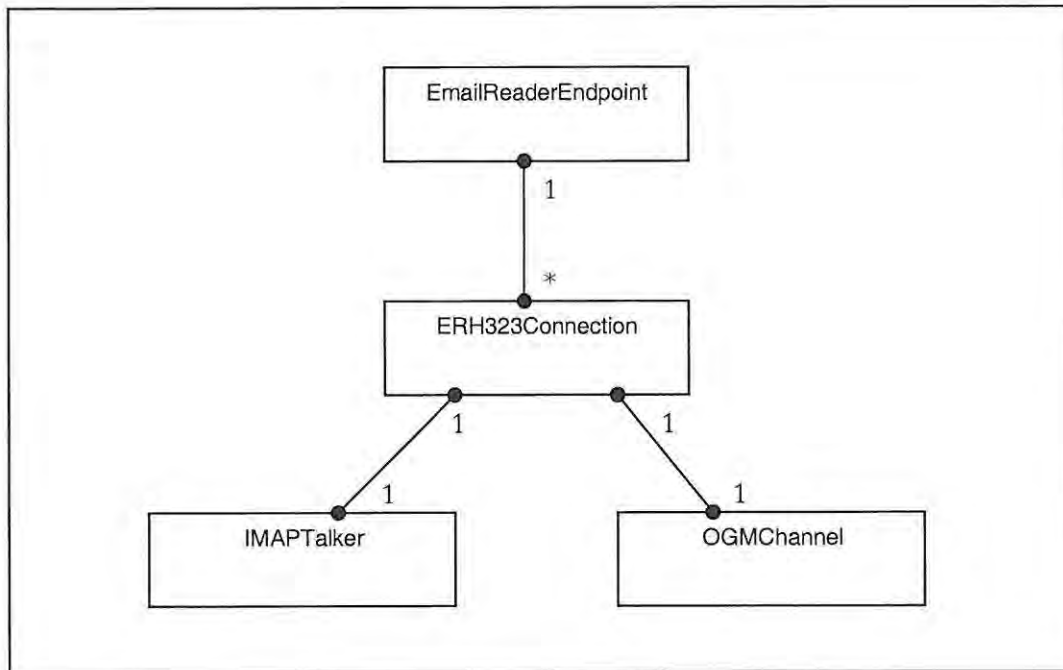 EmailReaderEndpoint
1
*
ERH323Connection
1
1
1
1
IMAPTalker
OGMChannel